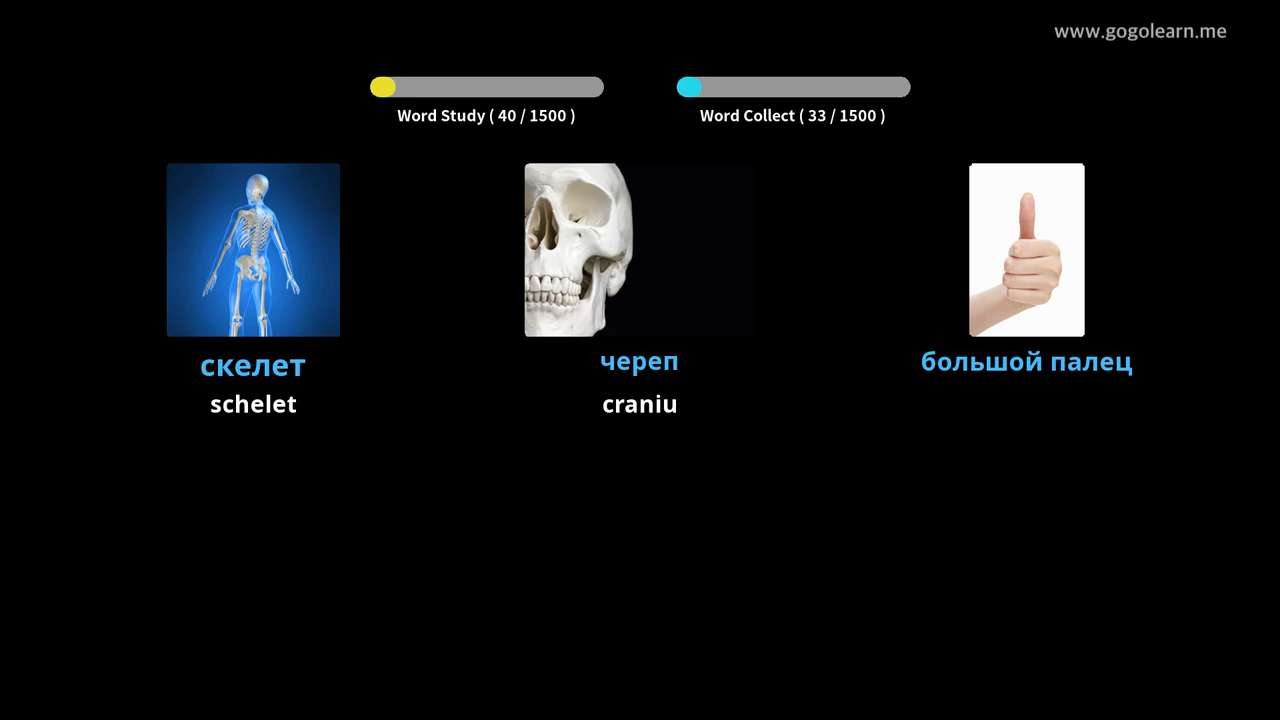 www.gogolearn.me
Word Study ( 40 / 1500 )
Word Collect ( 33 / 1500 )
скелет
череп
большой палец
schelet
craniu